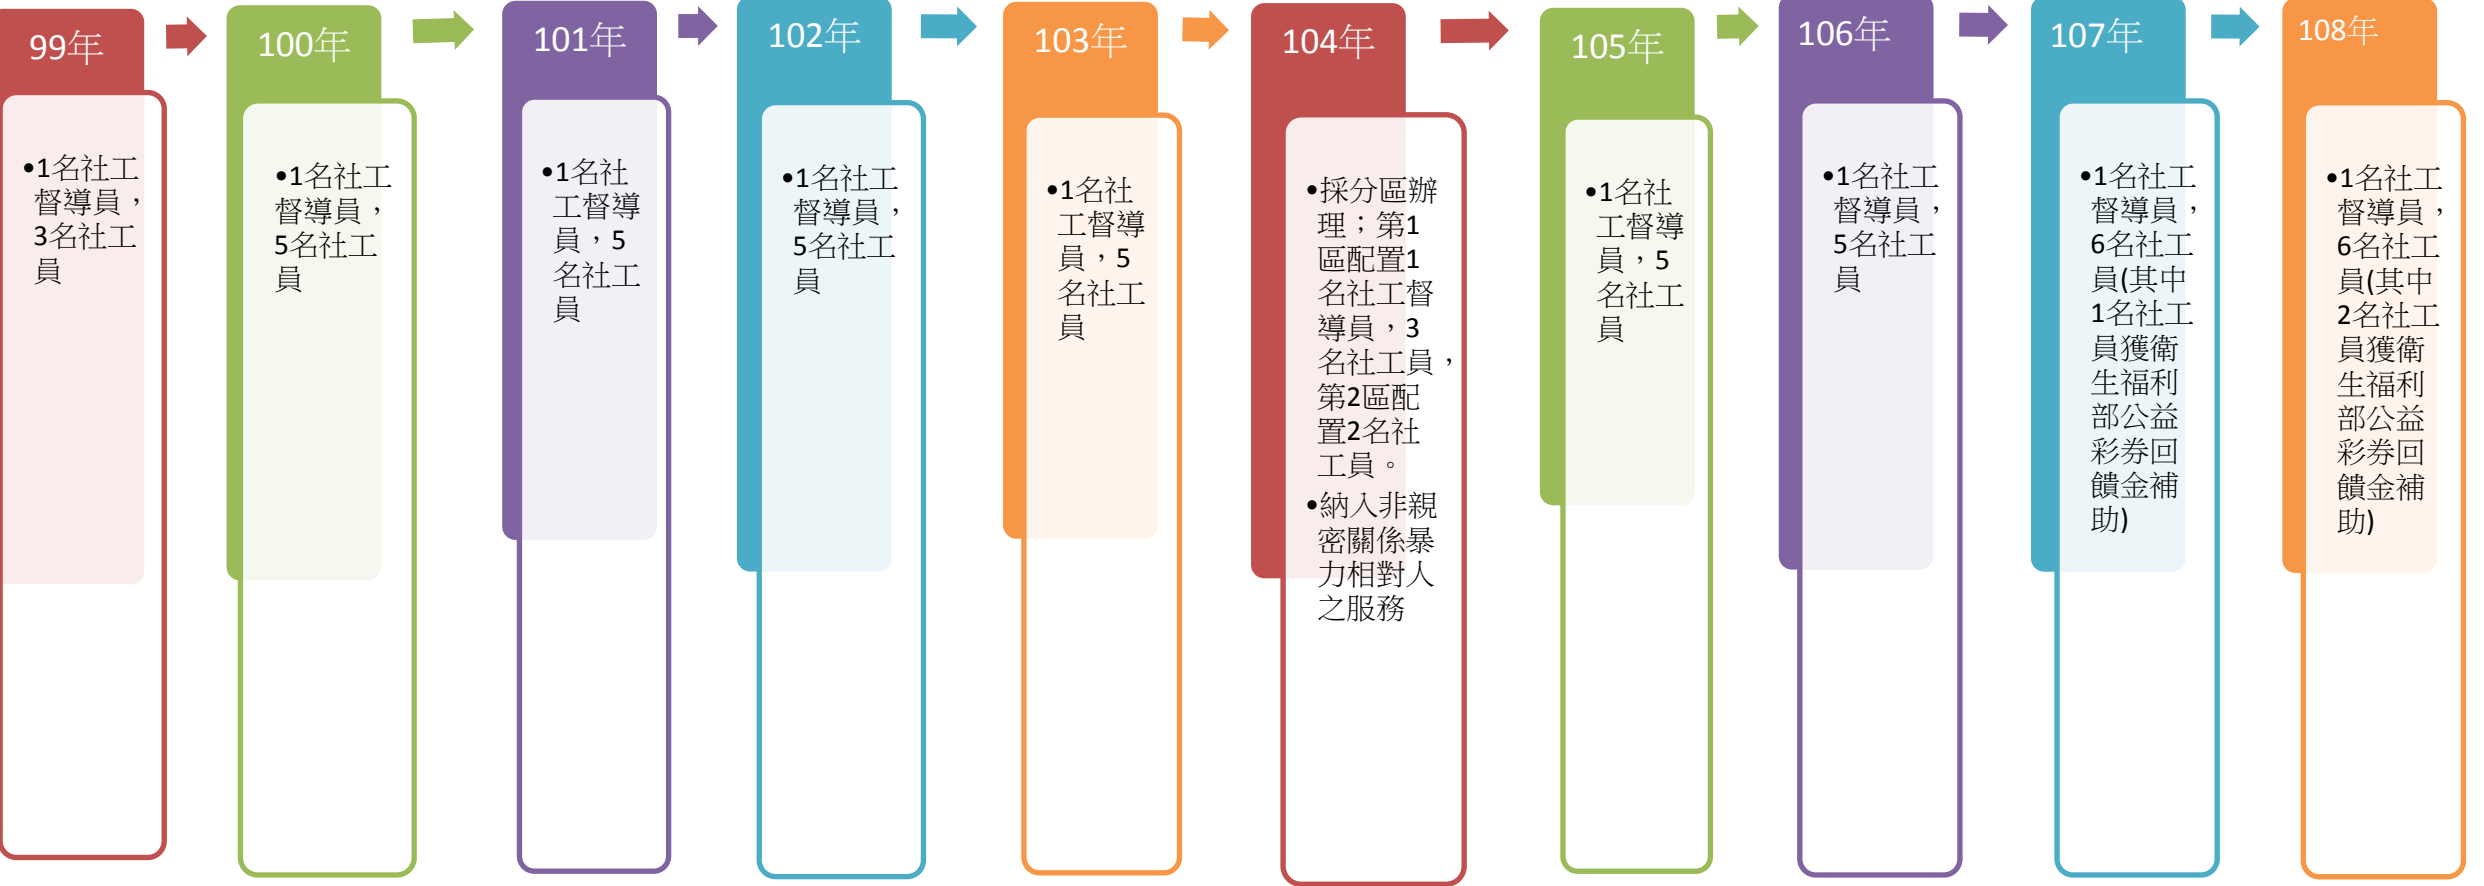 99年
•1名社工
督導員，
3名社工
員
100年
•1名社工
督導員，
5名社工
員
101年
•1名社
工督導
員，5
名社工
員
102年
•1名社工
督導員，
5名社工
員
103年
•1名社
工督導
員，5
名社工
員
104年
•採分區辦
理；第1
區配置1
名社工督
導員，3
名社工員，
第2區配
置2名社
工員。
•納入非親
密關係暴
力相對人
之服務
105年
•1名社
工督導
員，5
名社工
員
106年
•1名社工
督導員，
5名社工
員
107年
•1名社工
督導員，
6名社工
員(其中
1名社工
員獲衛
生福利
部公益
彩券回
饋金補
助)
108年
•1名社工
督導員，
6名社工
員(其中
2名社工
員獲衛
生福利
部公益
彩券回
饋金補
助)